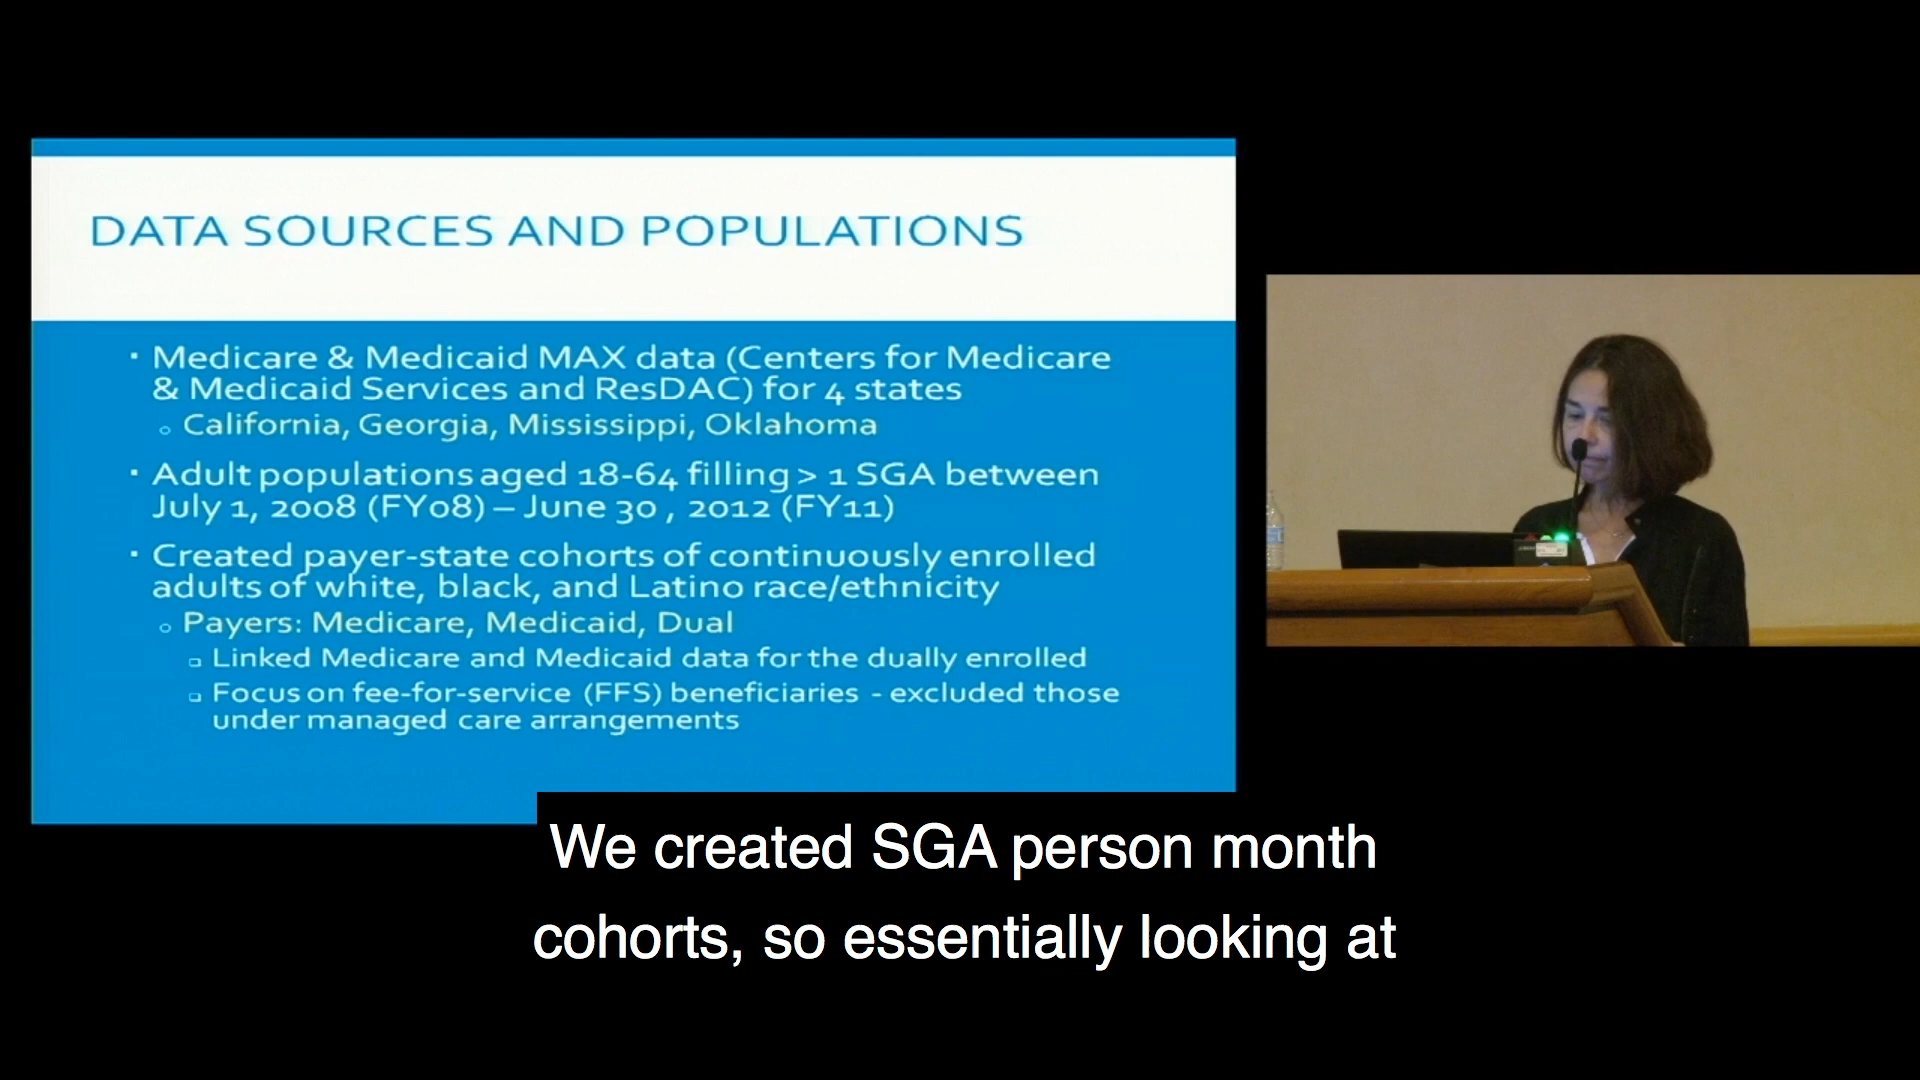 DATA SOURCES AND POPULATIONS
▪ Medicare & Medicaid MAX data (Centers for Medicare
& Medicaid Services and ResDAC) for 4 states
o California, Georgia, Mississippi, Oklahoma
▪ Adult populations aged 18-64 filling > 1 SGA between
July 1, 2008 (FY08) – June 30 , 2012 (FY11)
▪ Created payer-state cohorts of continuously enrolled
adults of white, black, and Latino race/ethnicity
o Payers: Medicare, Medicaid, Dual
□ Linked Medicare and Medicaid data for the dually enrolled
□ Focus on fee-for-service (FFS) beneficiaries - excluded those
under managed care arrangements
We created SGA person month
cohorts, so essentially looking at